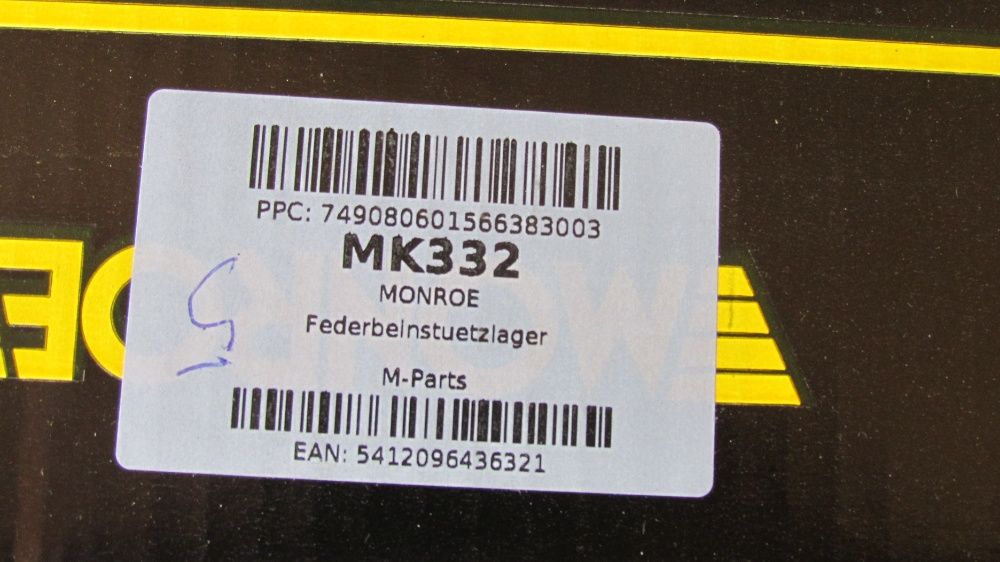 PPC: 749080601566383003
MK332
MONROE
Federbeinstuetzlager
M-Parts
EAN: 5412096436321